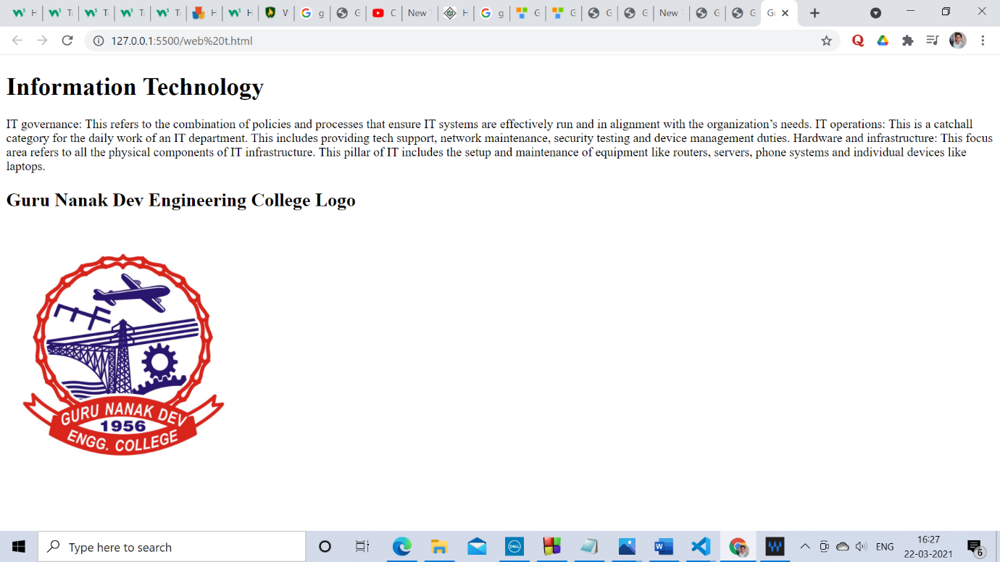 H
Tr
Tr
Tr
Tr
H
H
W
g
G
C
New T
H
g
G
G
G
G
New T
G
G
Gu
127.0.0.1:5500/web%20t.html
Information Technology
IT governance: This refers to the combination of policies and processes that ensure IT systems are effectively run and in alignment with the organization’s needs. IT operations: This is a catchall
category for the daily work of an IT department. This includes providing tech support, network maintenance, security testing and device management duties. Hardware and infrastructure: This focus
area refers to all the physical components of IT infrastructure. This pillar of IT includes the setup and maintenance of equipment like routers, servers, phone systems and individual devices like
laptops.
Guru Nanak Dev Engineering College Logo
GURU NANAK DEV
1956
ENGG. COLLEGE
Type here to search
DELL
ENG
16:27
22-03-2021
6